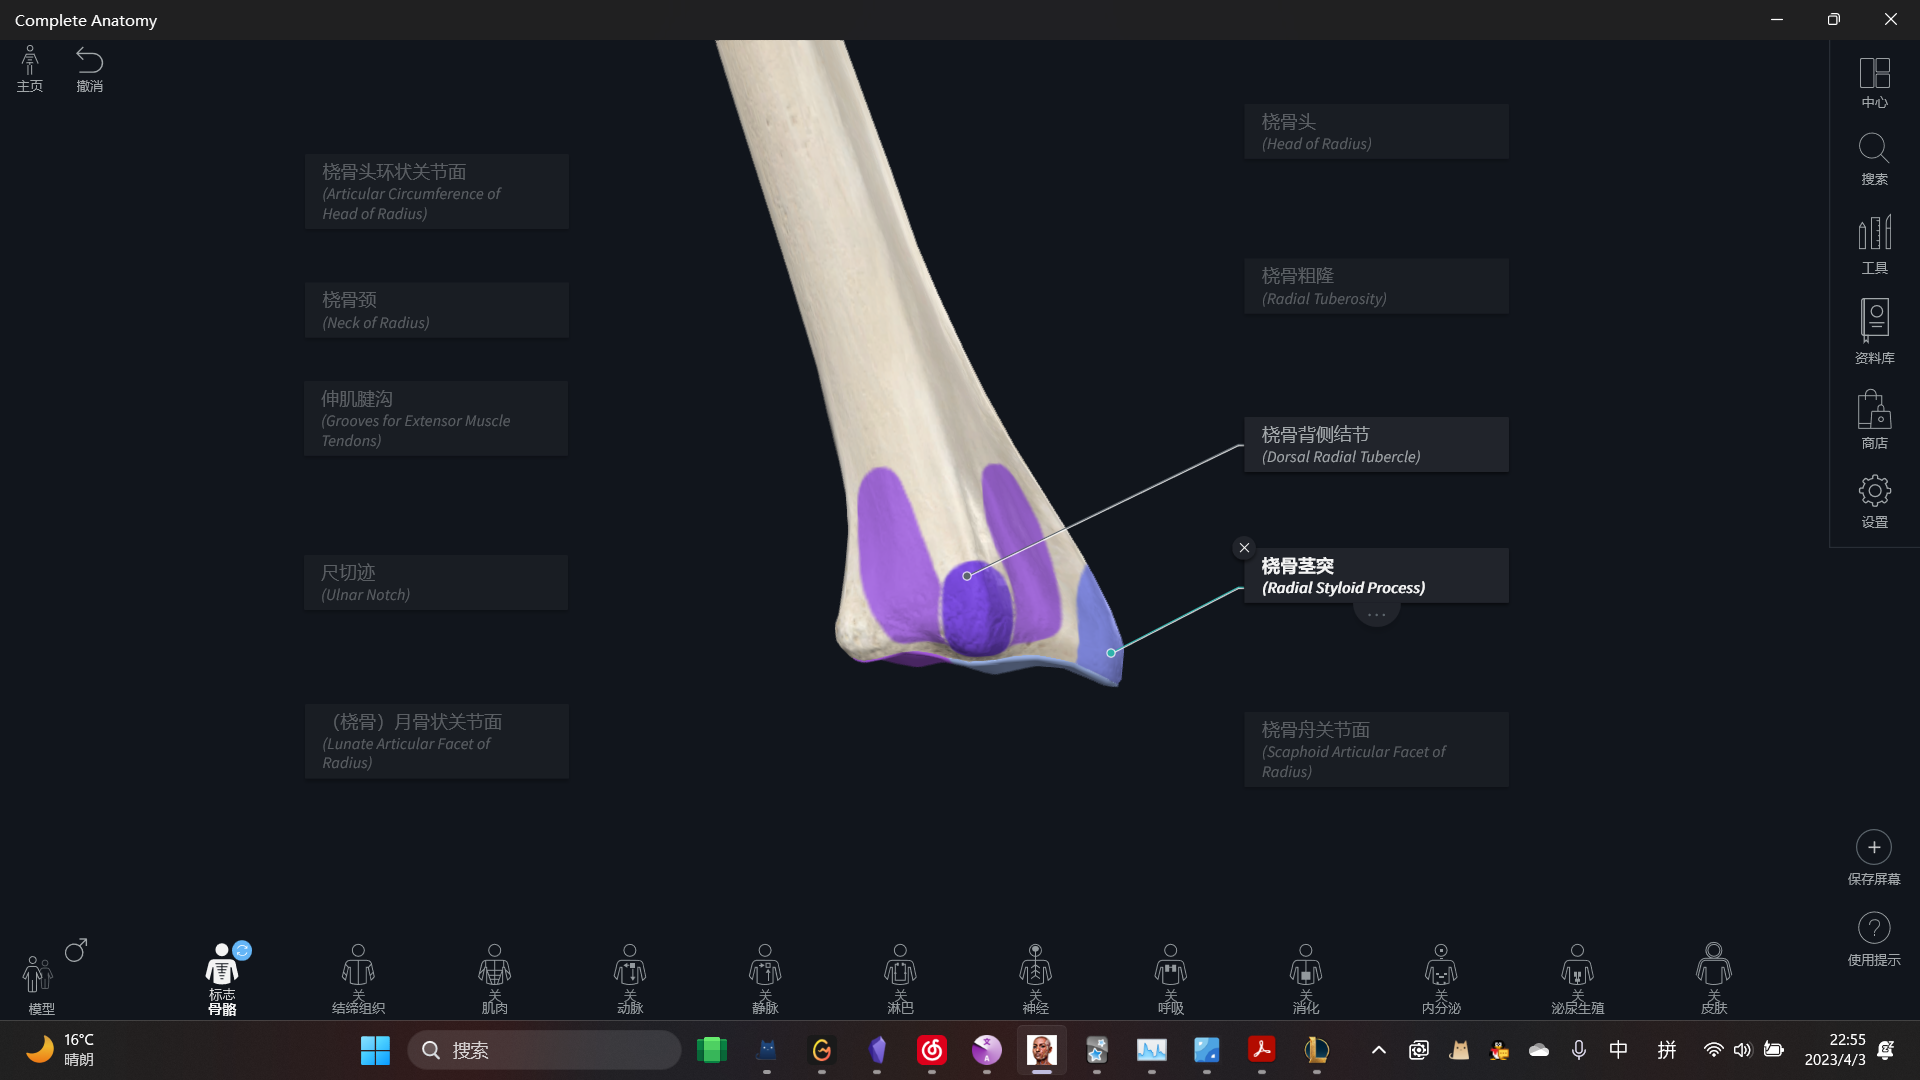 Complete Anatomy
主页
撤消
桡骨头环状关节面
(Articular Circumference of
Head of Radius)
桡骨颈
(Neck of Radius)
伸肌腱沟
(Grooves for Extensor Muscle
Tendons)
尺切迹
(Ulnar Notch)
（桡骨）月骨状关节面
(Lunate Articular Facet of
Radius)
桡骨头
(Head of Radius)
桡骨粗隆
(Radial Tuberosity)
桡骨背侧结节
(Dorsal Radial Tubercle)
桡骨茎突
(Radial Styloid Process)
...
桡骨舟关节面
(Scaphoid Articular Facet of
Radius)
中心
搜索
工具
资料库
商店
设置
保存屏幕
使用提示
模型
标志
骨骼
关
结缔组织
关
肌肉
关
动脉
关
静脉
关
淋巴
关
神经
关
呼吸
关
消化
关
内分泌
关
泌尿生殖
关
皮肤
16°C
晴朗
搜索
中
拼
22:55
2023/4/3